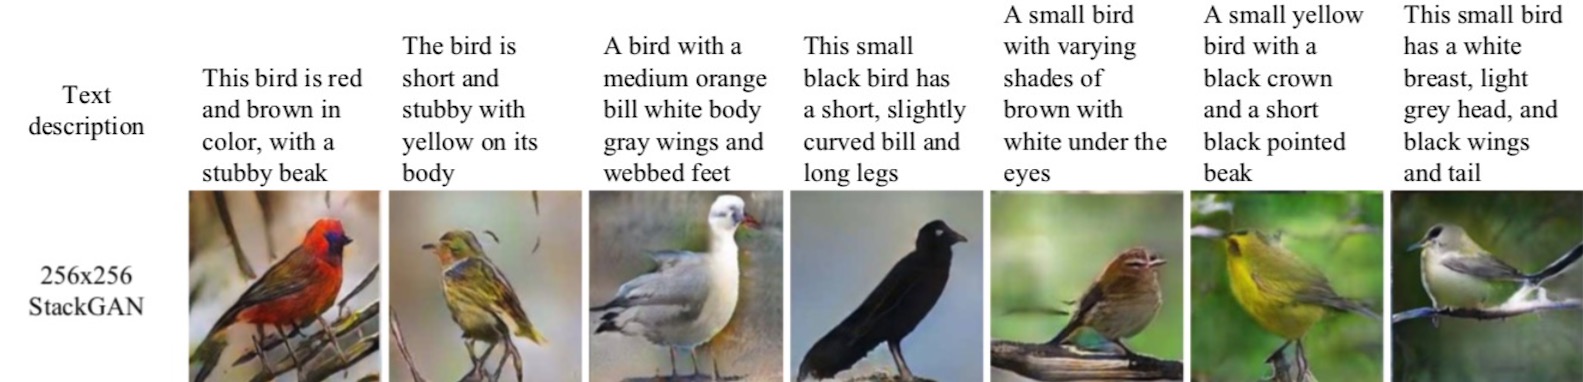 Text
description
This bird is red
and brown in
color, with a
stubby beak
The bird is
short and
stubby with
yellow on its
body
A bird with a
medium orange
bill white body
gray wings and
webbed feet
This small
black bird has
a short, slightly
curved bill and
long legs
A small bird
with varying
shades of
brown with
white under the
eyes
A small yellow
bird with a
black crown
and a short
black pointed
beak
This small bird
has a white
breast, light
grey head, and
black wings
and tail
256x256
StackGAN